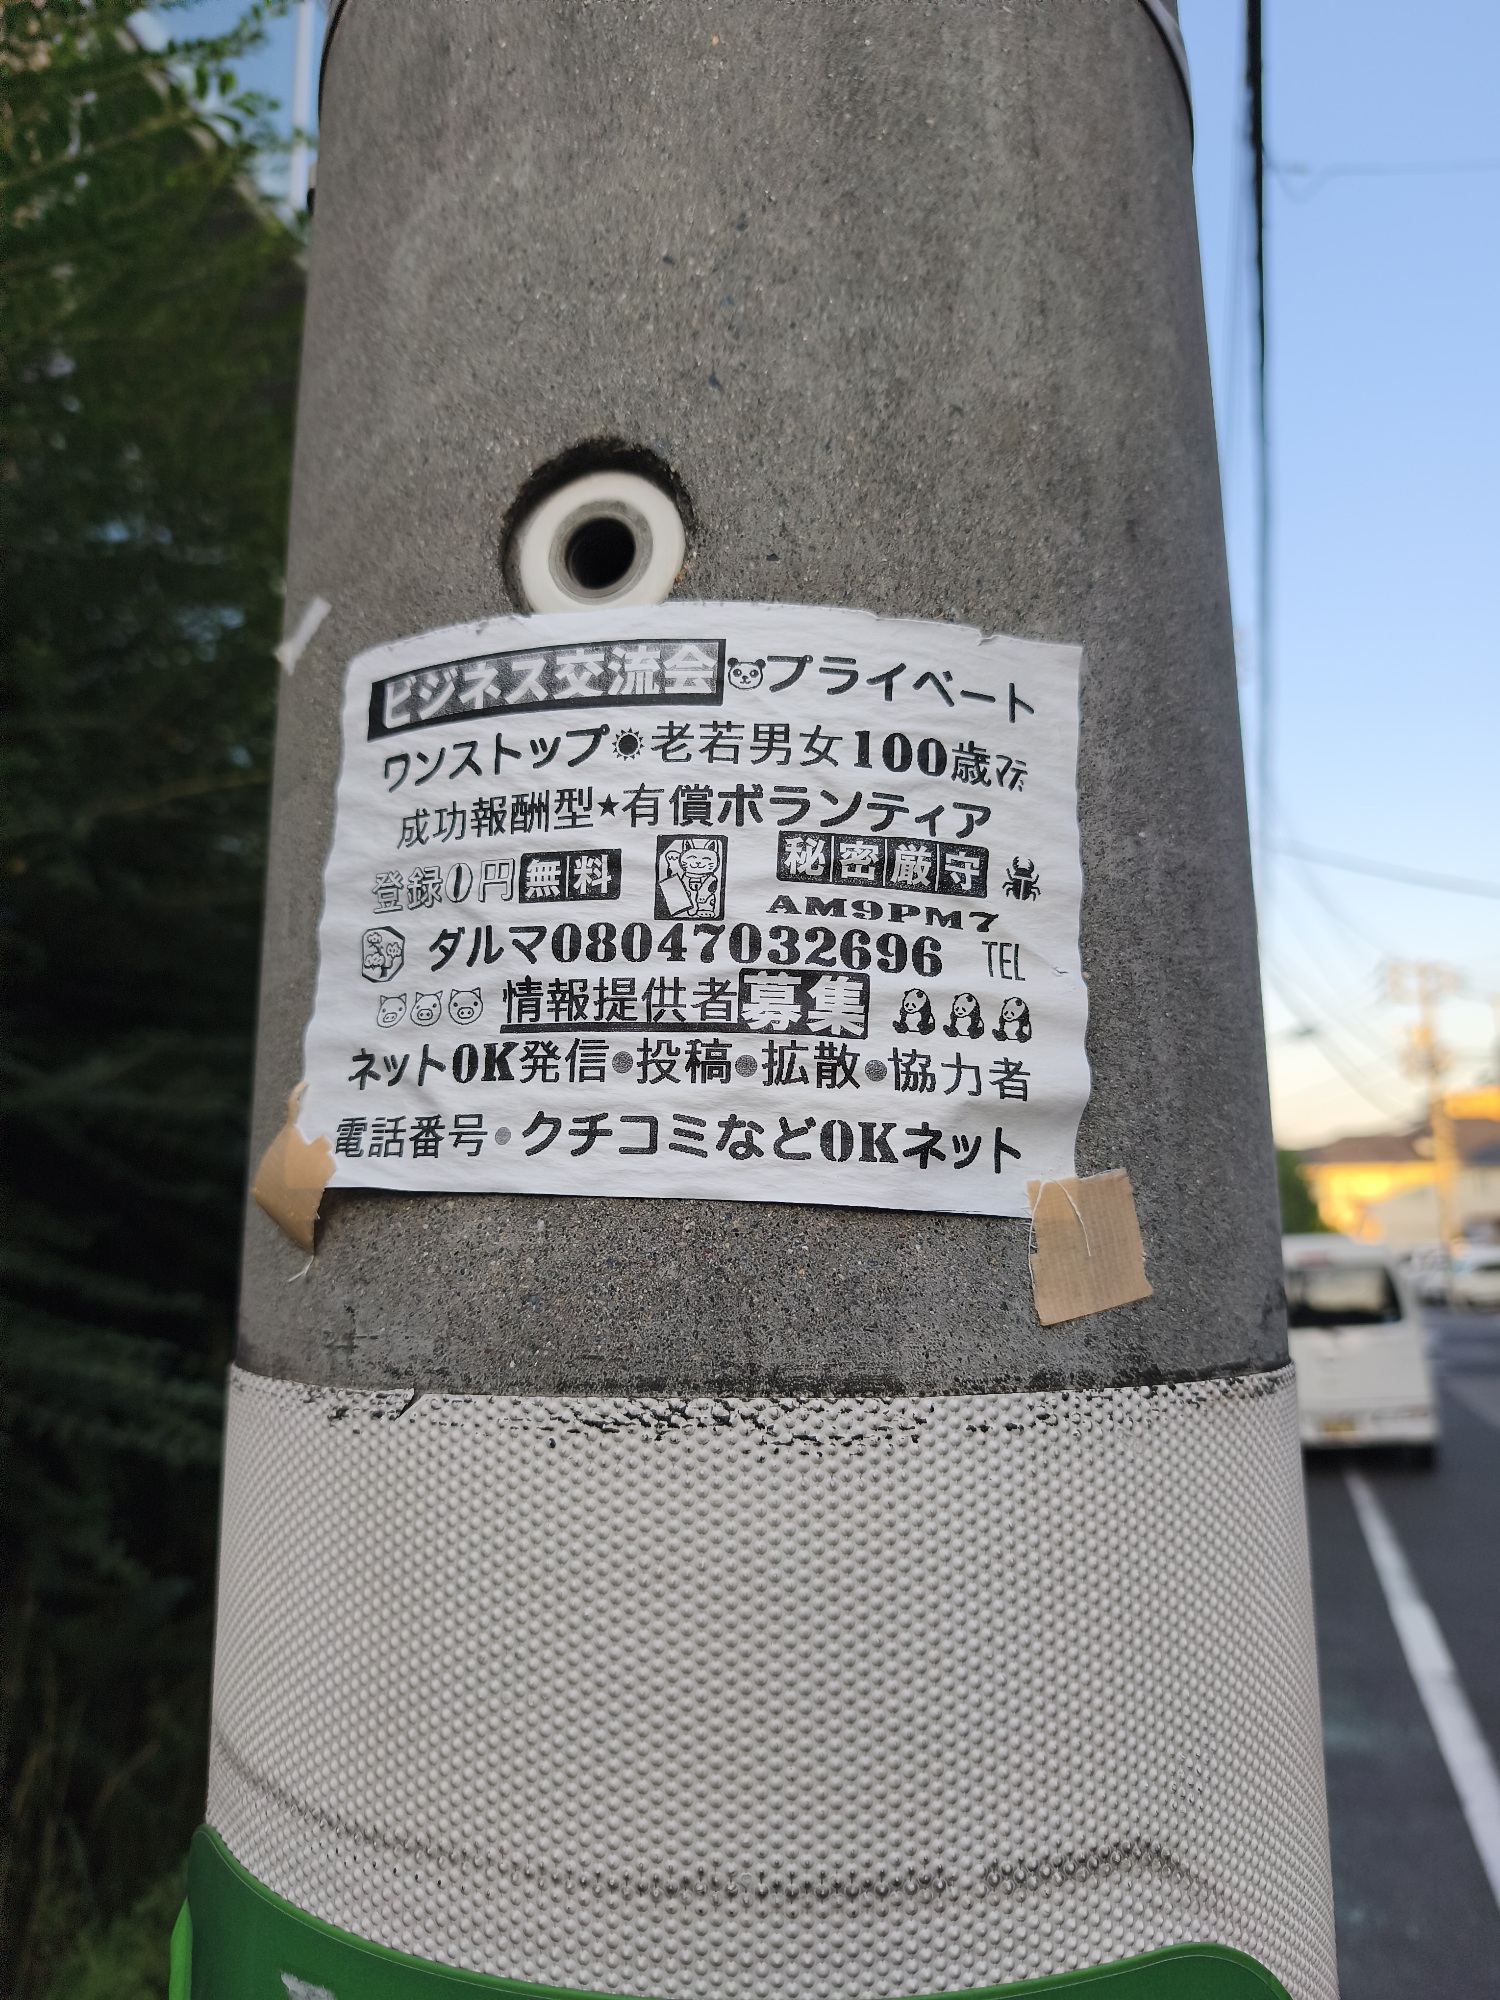 ビジネス交流会プライベート
ワンストップ老若男女100歳まで
成功報酬型★有償ボランティア
登録0円無料 秘密厳守
AM9PM7
ダルマ08047032696 TEL
情報提供者募集
ネットOK発信●投稿●拡散●協力者
電話番号●クチコミなどOKネット